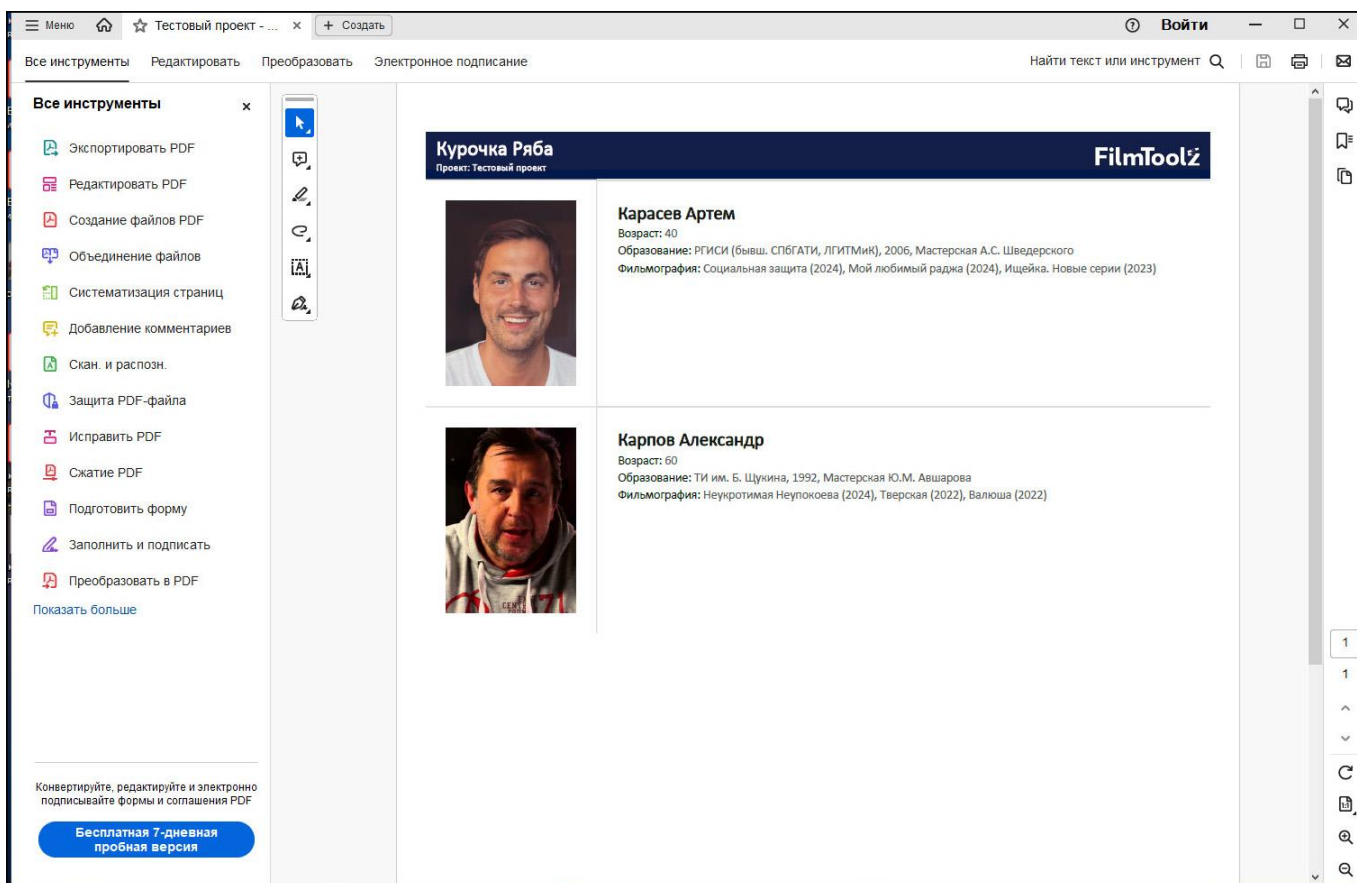 Меню
Тестовый проект - ...
Создать
Войти
Все инструменты
Редактировать
Преобразовать
Электронное подписание
Найти текст или инструмент
Все инструменты
Экспортировать PDF
Редактировать PDF
Создание файлов PDF
Объединение файлов
Систематизация страниц
Добавление комментариев
Скан. и распозн.
Защита PDF-файла
Исправить PDF
Сжатие PDF
Подготовить форму
Заполнить и подписать
Преобразовать в PDF
Показать больше
Конвертируйте, редактируйте и электронно
подписывайте формы и соглашения PDF
Бесплатная 7-дневная
пробная версия
Курочка Ряба
Проект: Тестовый проект
FilmToolz
Карасев Артем
Возраст: 40
Образование: РГИСИ (бывш. СПбГАТИ, ЛГИТМиК), 2006, Мастерская А.С. Шведерского
Фильмография: Социальная защита (2024), Мой любимый раджа (2024), Ищейка. Новые серии (2023)
Карпов Александр
Возраст: 60
Образование: ТИ им. Б. Щукина, 1992, Мастерская Ю.М. Авшарова
Фильмография: Неукротимая Неупокоева (2024), Тверская (2022), Валюша (2022)
1
1